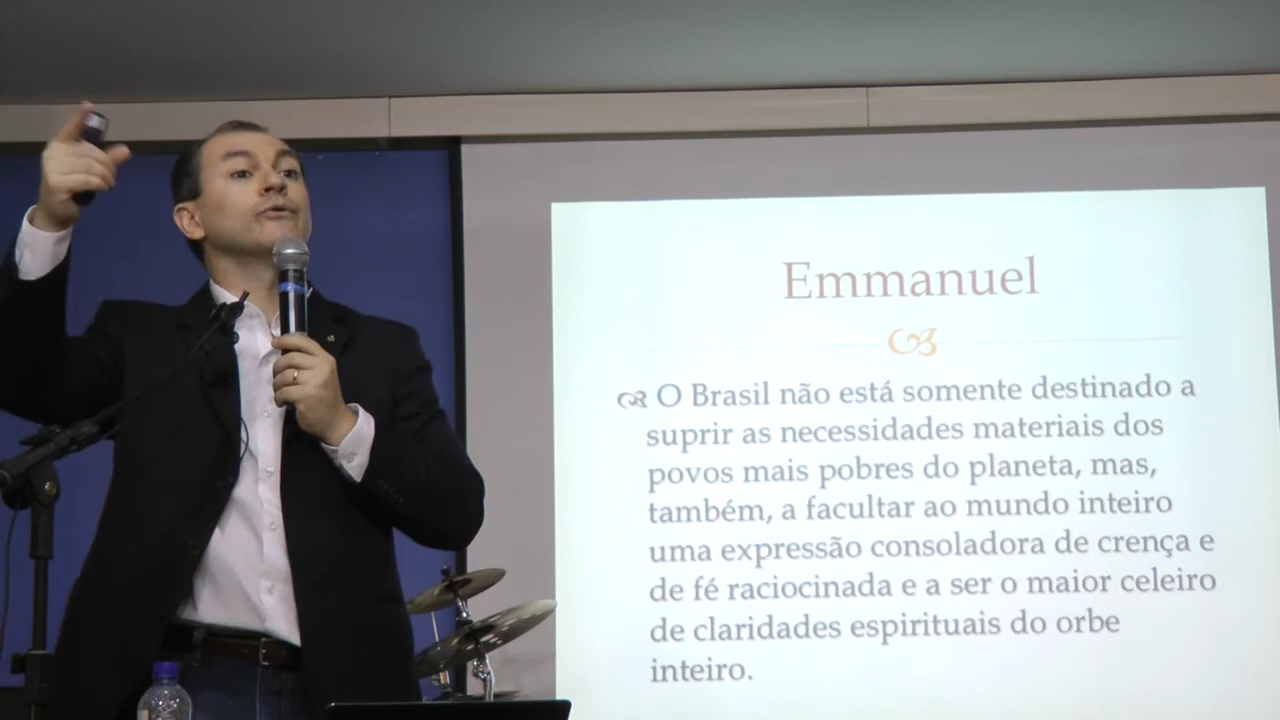 Emmanuel
O Brasil não está somente destinado a
suprir as necessidades materiais dos
povos mais pobres do planeta, mas,
também, a facultar ao mundo inteiro
uma expressão consoladora de crença e
de fé raciocinada e a ser o maior celeiro
de claridades espirituais do orbe
inteiro.